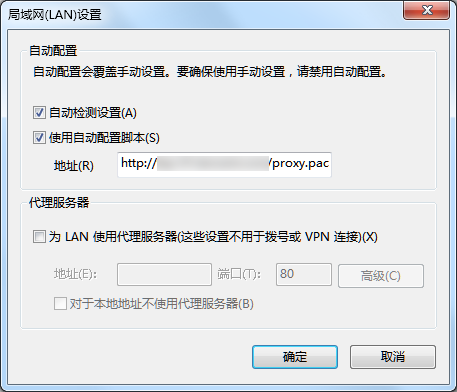 局域网(LAN)设置
自动配置
自动配置会覆盖手动设置。要确保使用手动设置，请禁用自动配置。
自动检测设置(A)
使用自动配置脚本(S)
地址(R) http:// /proxy.pac
代理服务器
为 LAN 使用代理服务器(这些设置不用于拨号或 VPN 连接)(X)
地址(E): 端口(T): 80 高级(C)
对于本地地址不使用代理服务器(B)
确定 取消